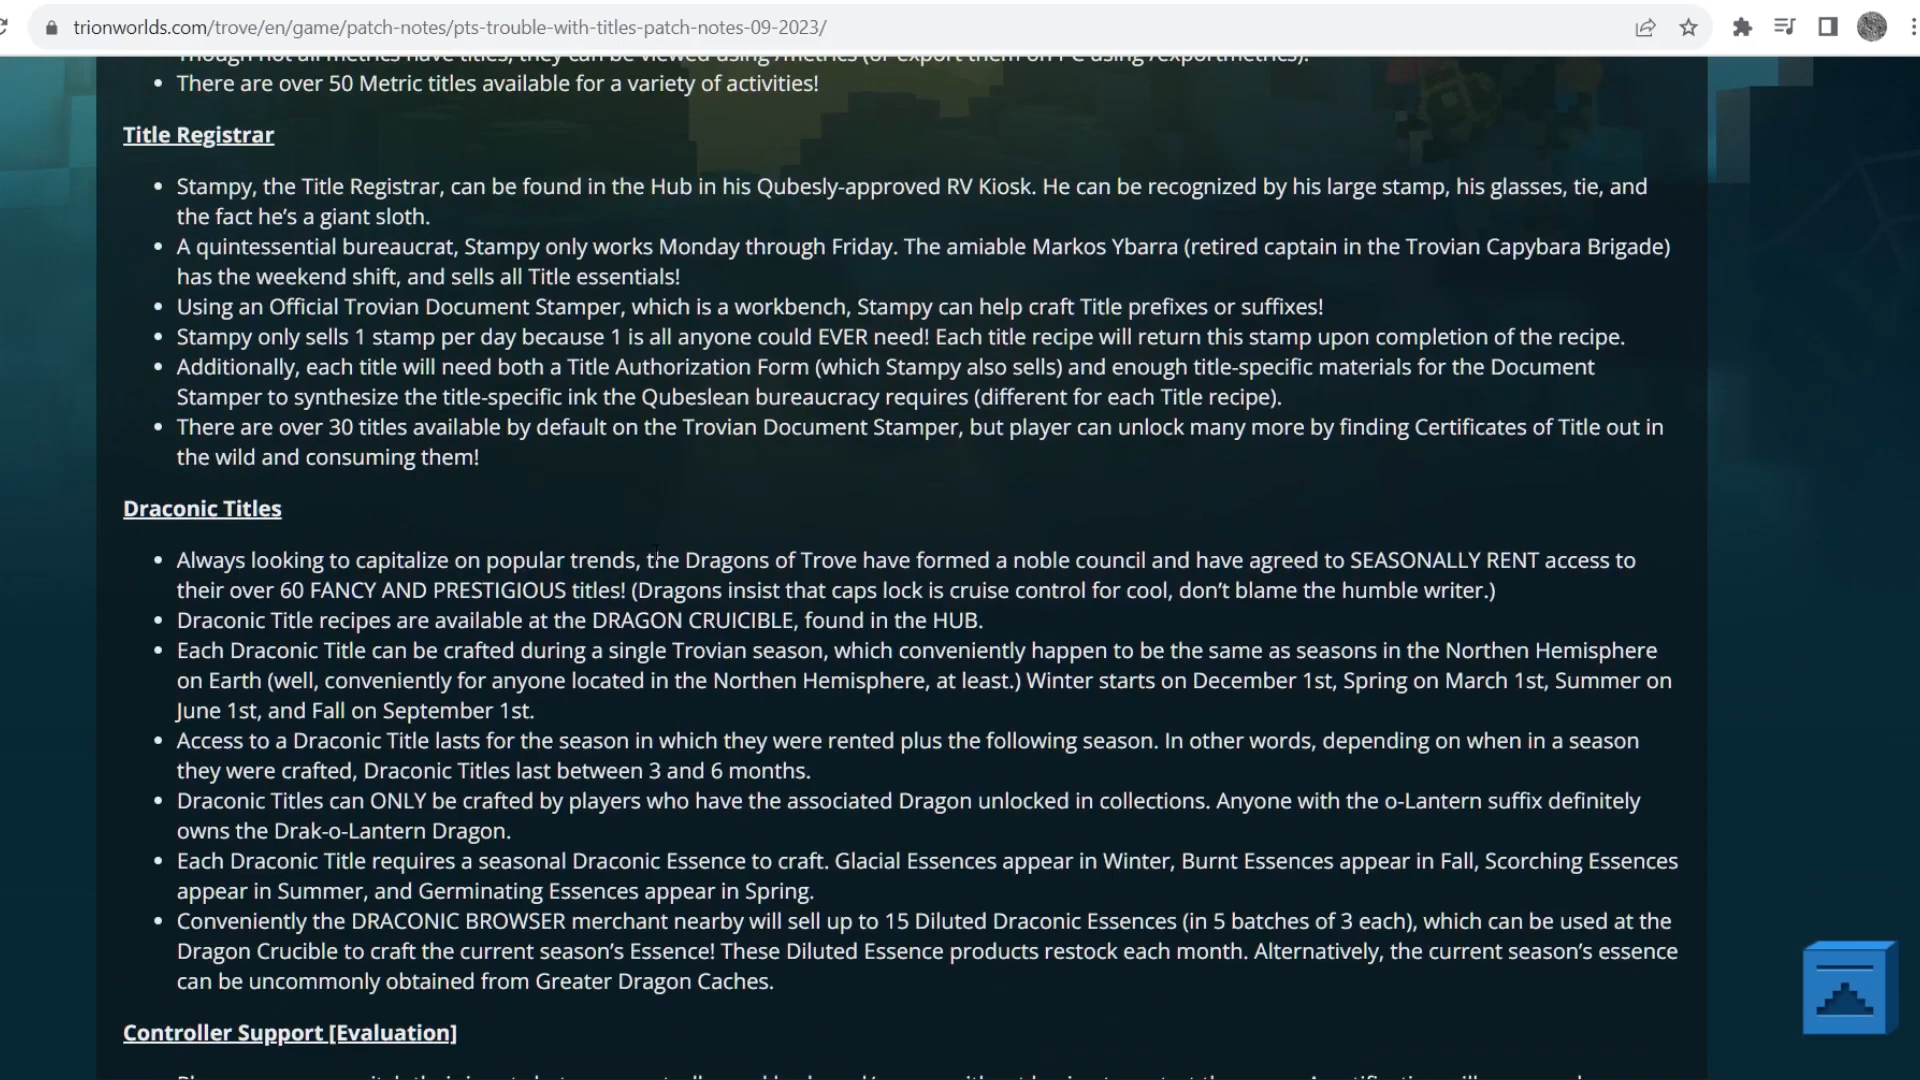 trionworlds.com/trove/en/game/patch-notes/pts-trouble-with-titles-patch-notes-09-2023/
Though not all metrics have titles, they can be viewed using /metrics (or export them on PC using /exportmetrics).
• There are over 50 Metric titles available for a variety of activities!
Title Registrar
• Stampy, the Title Registrar, can be found in the Hub in his Qubesly-approved RV Kiosk. He can be recognized by his large stamp, his glasses, tie, and
the fact he's a giant sloth.
• A quintessential bureaucrat, Stampy only works Monday through Friday. The amiable Markos Ybarra (retired captain in the Trovian Capybara Brigade)
has the weekend shift, and sells all Title essentials!
• Using an Official Trovian Document Stamper, which is a workbench, Stampy can help craft Title prefixes or suffixes!
• Stampy only sells 1 stamp per day because 1 is all anyone could EVER need! Each title recipe will return this stamp upon completion of the recipe.
• Additionally, each title will need both a Title Authorization Form (which Stampy also sells) and enough title-specific materials for the Document
Stamper to synthesize the title-specific ink the Qubeslean bureaucracy requires (different for each Title recipe).
• There are over 30 titles available by default on the Trovian Document Stamper, but player can unlock many more by finding Certificates of Title out in
the wild and consuming them!
Draconic Titles
• Always looking to capitalize on popular trends, the Dragons of Trove have formed a noble council and have agreed to SEASONALLY RENT access to
their over 60 FANCY AND PRESTIGIOUS titles! (Dragons insist that caps lock is cruise control for cool, don't blame the humble writer.)
• Draconic Title recipes are available at the DRAGON CRUICIBLE, found in the HUB.
• Each Draconic Title can be crafted during a single Trovian season, which conveniently happen to be the same as seasons in the Northen Hemisphere
on Earth (well, conveniently for anyone located in the Northen Hemisphere, at least.) Winter starts on December 1st, Spring on March 1st, Summer on
June 1st, and Fall on September 1st.
• Access to a Draconic Title lasts for the season in which they were rented plus the following season. In other words, depending on when in a season
they were crafted, Draconic Titles last between 3 and 6 months.
• Draconic Titles can ONLY be crafted by players who have the associated Dragon unlocked in collections. Anyone with the o-Lantern suffix definitely
owns the Drak-o-Lantern Dragon.
• Each Draconic Title requires a seasonal Draconic Essence to craft. Glacial Essences appear in Winter, Burnt Essences appear in Fall, Scorching Essences
appear in Summer, and Germinating Essences appear in Spring.
• Conveniently the DRACONIC BROWSER merchant nearby will sell up to 15 Diluted Draconic Essences (in 5 batches of 3 each), which can be used at the
Dragon Crucible to craft the current season's Essence! These Diluted Essence products restock each month. Alternatively, the current season's essence
can be uncommonly obtained from Greater Dragon Caches.
Controller Support [Evaluation]